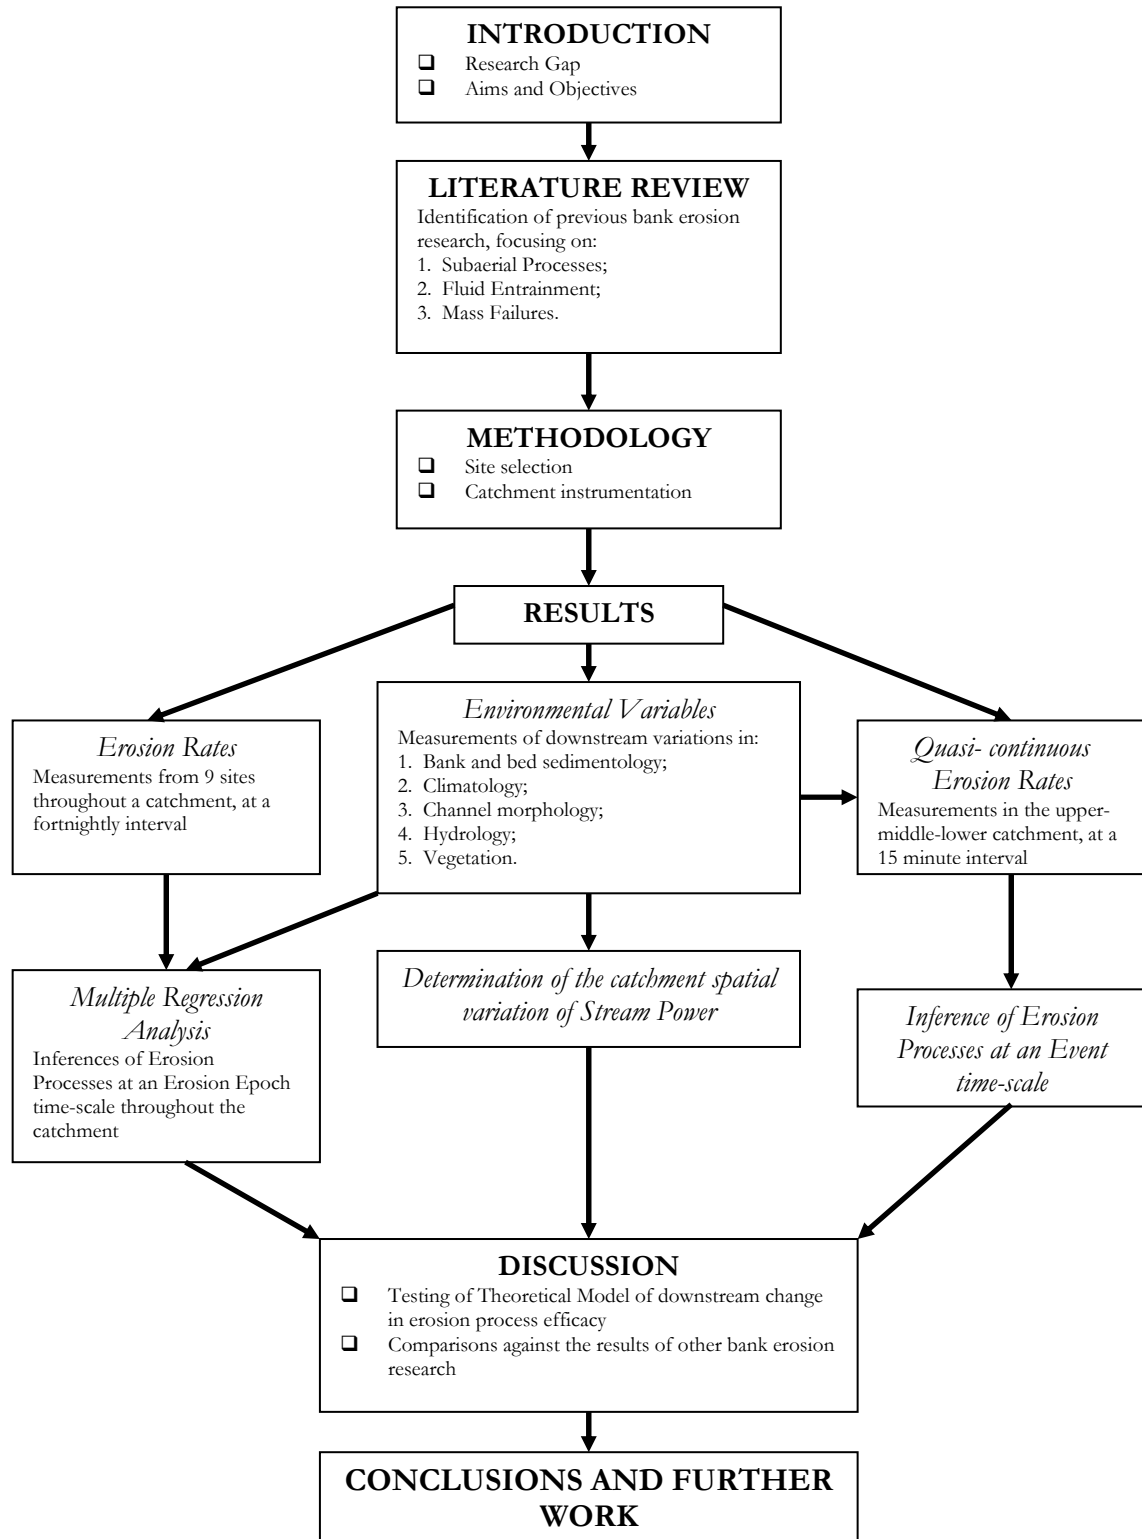 INTRODUCTION
❑ Research Gap
❑ Aims and Objectives
LITERATURE REVIEW
Identification of previous bank erosion
research, focusing on:
1. Subaerial Processes;
2. Fluid Entrainment;
3. Mass Failures.
METHODOLOGY
❑ Site selection
❑ Catchment instrumentation
RESULTS
Erosion Rates
Measurements from 9 sites
throughout a catchment, at a
fortnightly interval
Environmental Variables
Measurements of downstream variations in:
1. Bank and bed sedimentology;
2. Climatology;
3. Channel morphology;
4. Hydrology;
5. Vegetation.
Quasi- continuous
Erosion Rates
Measurements in the upper-
middle-lower catchment, at a
15 minute interval
Multiple Regression
Analysis
Inferences of Erosion
Processes at an Erosion Epoch
time-scale throughout the
catchment
Determination of the catchment spatial
variation of Stream Power
Inference of Erosion
Processes at an Event
time-scale
DISCUSSION
❑ Testing of Theoretical Model of downstream change
in erosion process efficacy
❑ Comparisons against the results of other bank erosion
research
CONCLUSIONS AND FURTHER
WORK